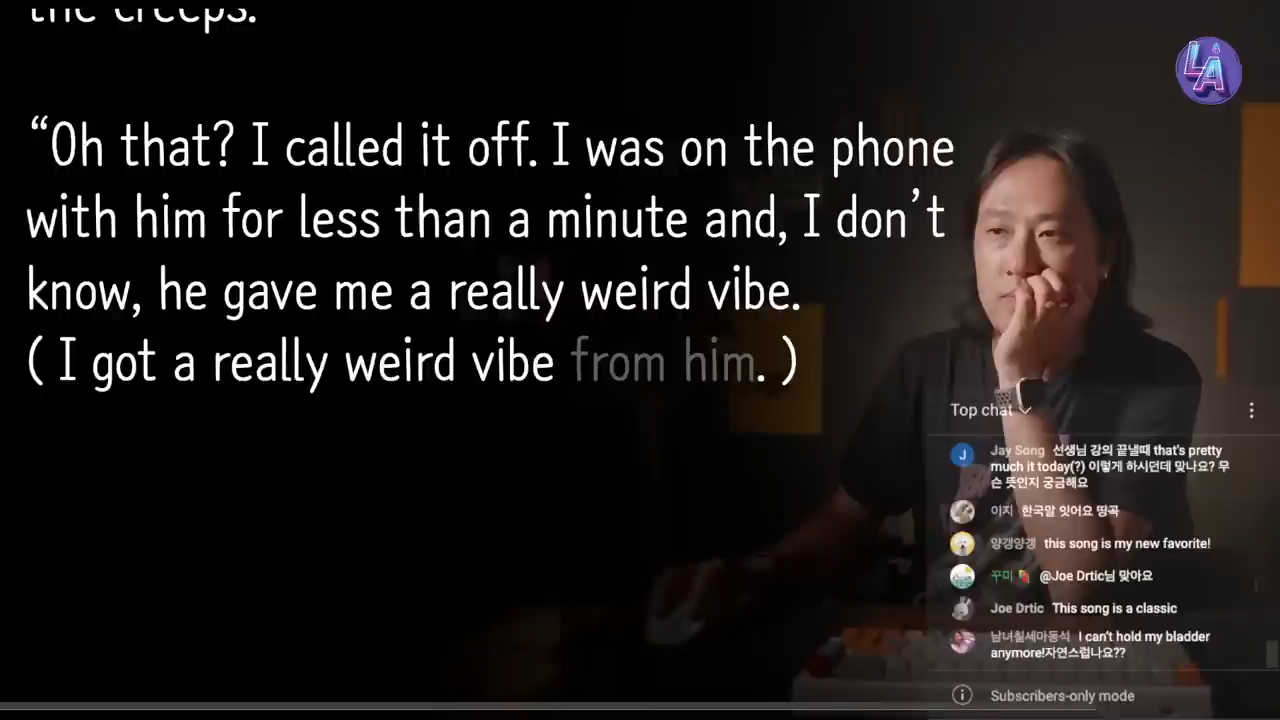 the creeps.
“Oh that? I called it off. I was on the phone
with him for less than a minute and, I don’t
know, he gave me a really weird vibe.
( I got a really weird vibe from him. )
LA
Top chat
J
Jay Song 선생님 강의 끝낼때 that's pretty
much it today(?) 이렇게 하시던데 맞나요? 무
슨 뜻인지 궁금해요
이지 한국말 잇어요 띵곡
양갱양갱 this song is my new favorite!
꾸미 @Joe Drtic님 맞아요
Joe Drtic This song is a classic
남녀칠세마동석 I can't hold my bladder
anymore!자연스럽나요??
Subscribers-only mode